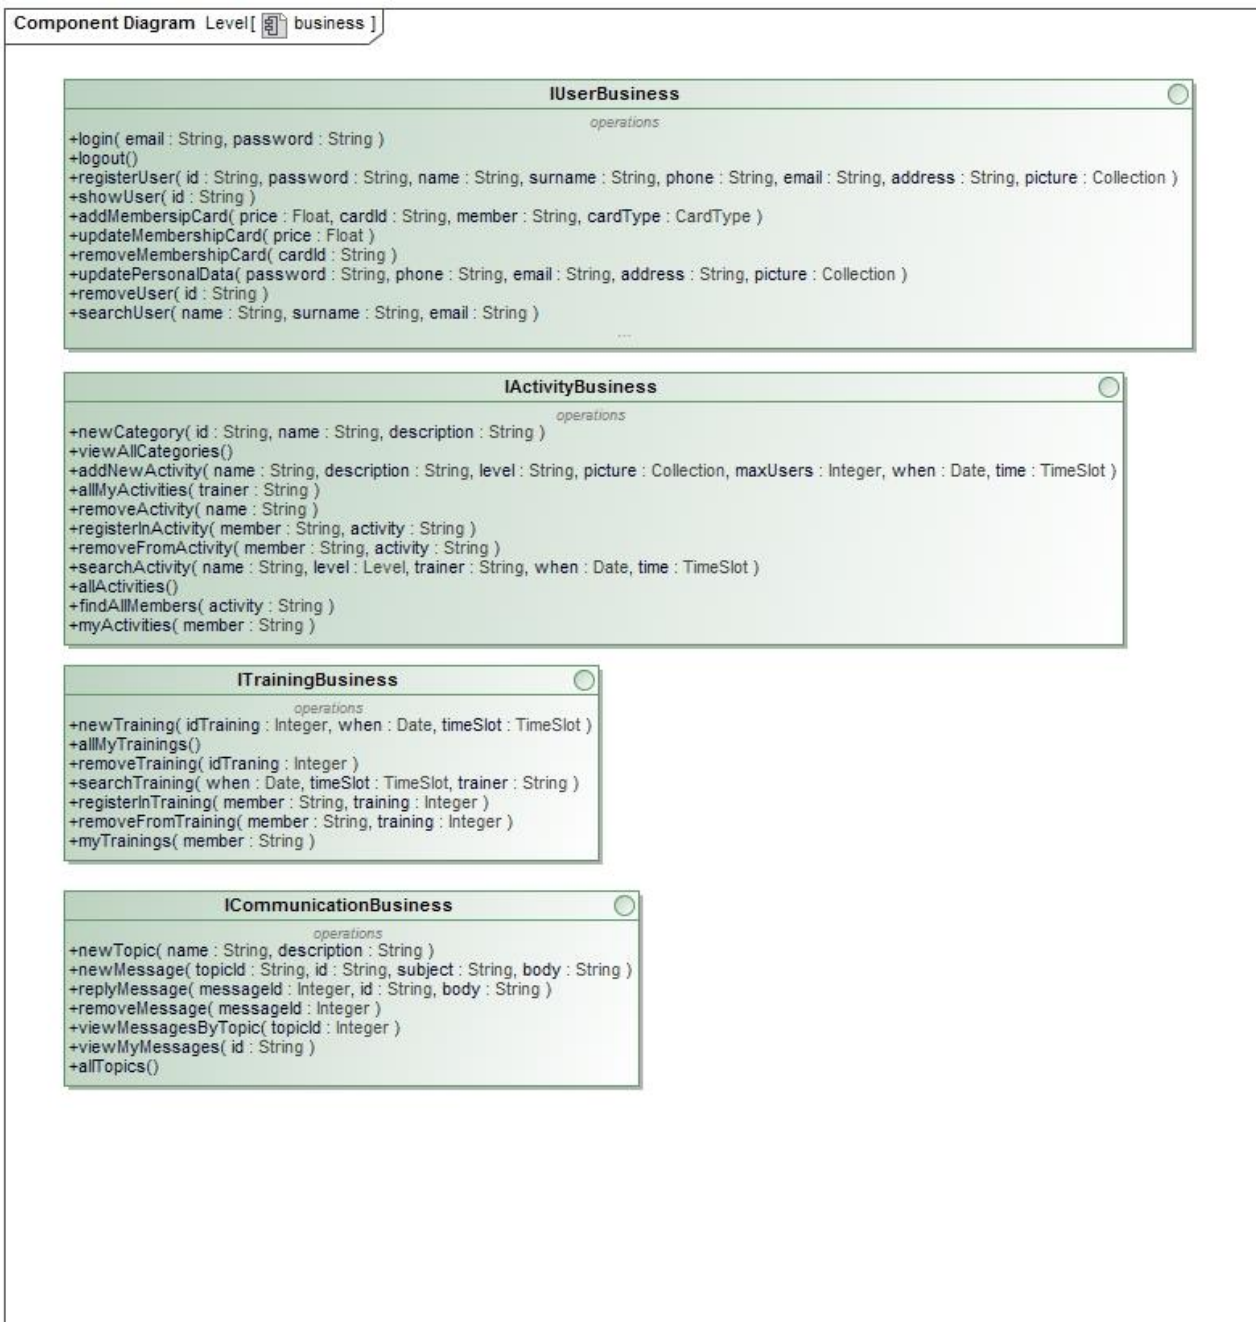 Component Diagram Level[ business ]
IUserBusiness
operations
+login( email : String, password : String )
+logout()
+registerUser( id : String, password : String, name : String, surname : String, phone : String, email : String, address : String, picture : Collection )
+showUser( id : String )
+addMembersipCard( price : Float, cardId : String, member : String, cardType : CardType )
+updateMembershipCard( price : Float )
+removeMembershipCard( cardId : String )
+updatePersonalData( password : String, phone : String, email : String, address : String, picture : Collection )
+removeUser( id : String )
+searchUser( name : String, surname : String, email : String )
...
IActivityBusiness
operations
+newCategory( id : String, name : String, description : String )
+viewAllCategories()
+addNewActivity( name : String, description : String, level : String, picture : Collection, maxUsers : Integer, when : Date, time : TimeSlot )
+allMyActivities( trainer : String )
+removeActivity( name : String )
+registerInActivity( member : String, activity : String )
+removeFromActivity( member : String, activity : String )
+searchActivity( name : String, level : Level, trainer : String, when : Date, time : TimeSlot )
+allActivities()
+findAllMembers( activity : String )
+myActivities( member : String )
ITrainingBusiness
operations
+newTraining( idTraining : Integer, when : Date, timeSlot : TimeSlot )
+allMyTrainings()
+removeTraining( idTraning : Integer )
+searchTraining( when : Date, timeSlot : TimeSlot, trainer : String )
+registerInTraining( member : String, training : Integer )
+removeFromTraining( member : String, training : Integer )
+myTrainings( member : String )
ICommunicationBusiness
operations
+newTopic( name : String, description : String )
+newMessage( topicId : String, id : String, subject : String, body : String )
+replyMessage( messageId : Integer, id : String, body : String )
+removeMessage( messageId : Integer )
+viewMessagesByTopic( topicId : Integer )
+viewMyMessages( id : String )
+allTopics()